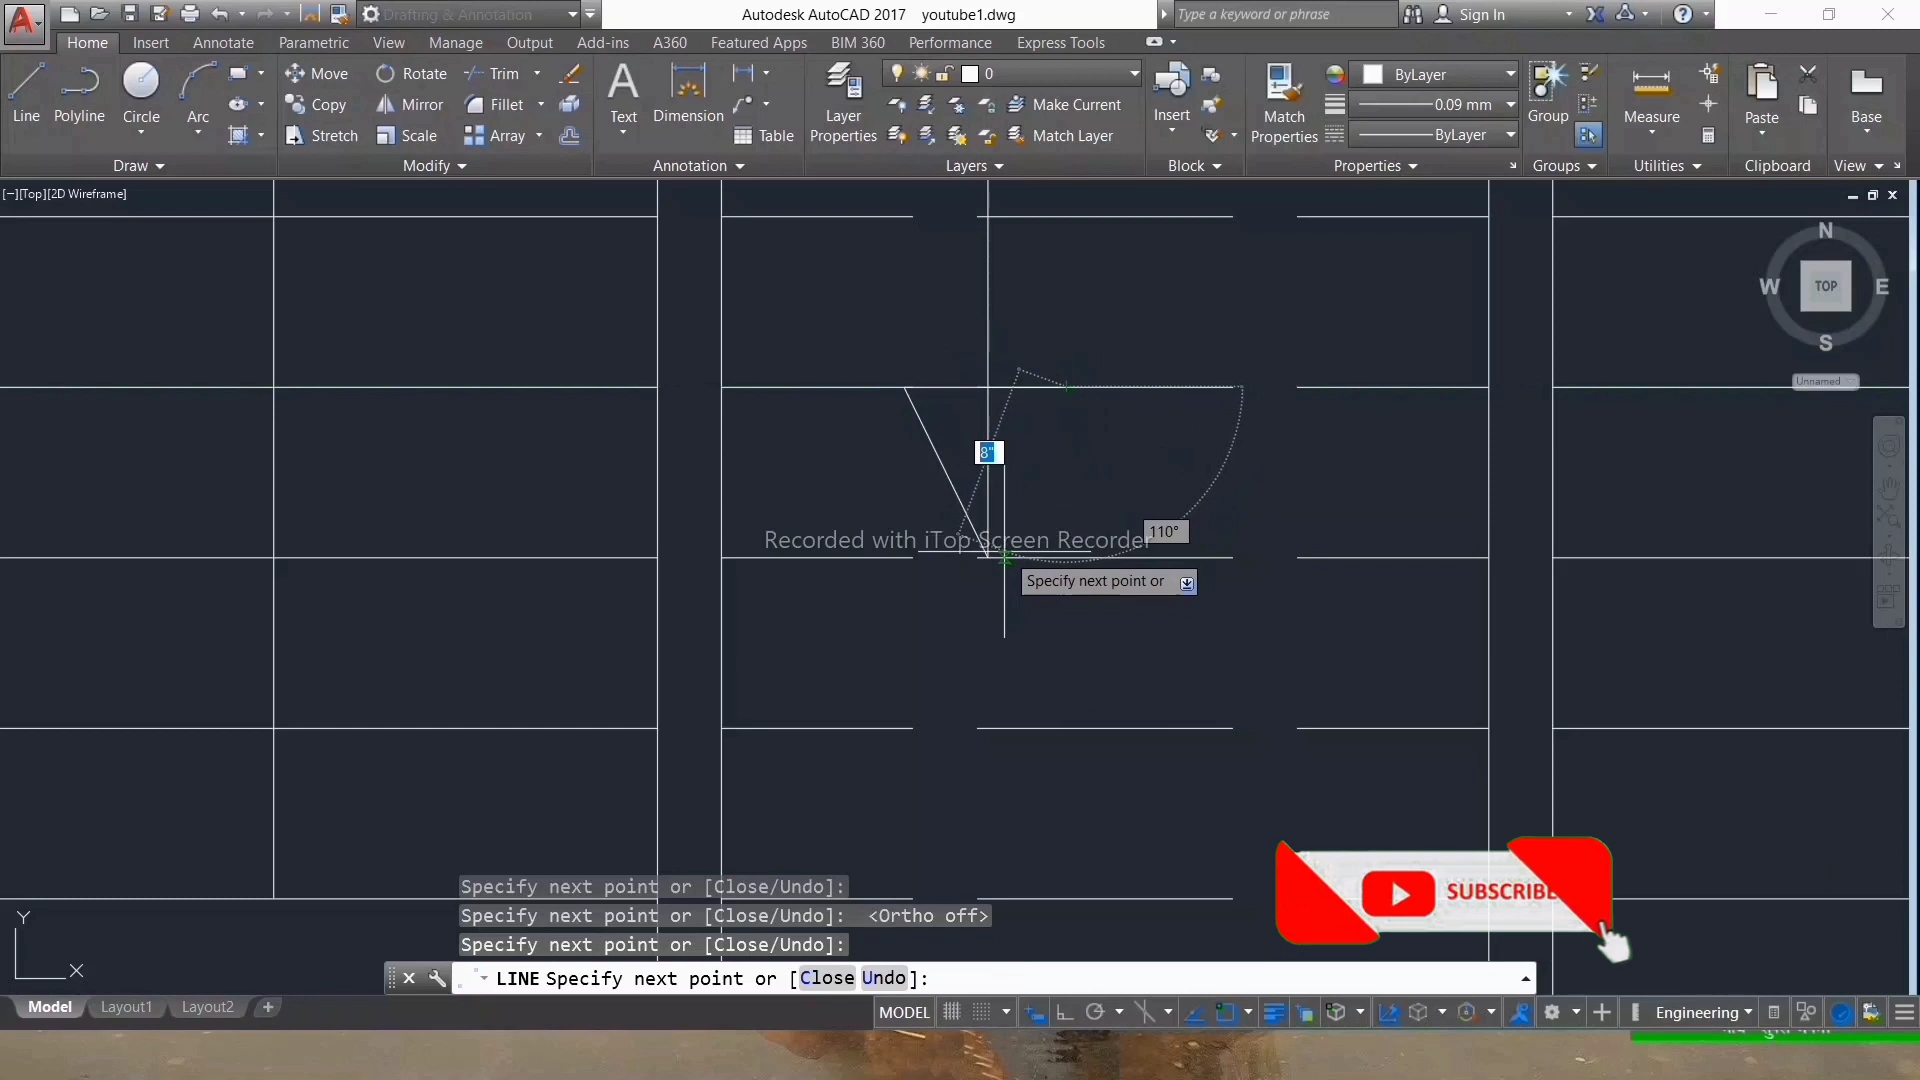 Drafting & Annotation
Autodesk AutoCAD 2017 youtube1.dwg
Type a keyword or phrase
Sign In
Home Insert Annotate Parametric View Manage Output Add-ins A360 Featured Apps BIM 360 Performance Express Tools
Line Polyline Circle Arc
Move Rotate Trim
Copy Mirror Fillet
Stretch Scale Array
Text Dimension Table
Layer Properties
0
Make Current
Match Layer
Insert
Match Properties
ByLayer
0.09 mm
ByLayer
Group
Measure
Paste
Base
Draw Modify Annotation Layers Block Properties Groups Utilities Clipboard View
[−][Top][2D Wireframe]
N
W TOP E
S
Unnamed
8"
110°
Recorded with iTop Screen Recorder
Specify next point or
SUBSCRIBE
Specify next point or [Close/Undo]:
Specify next point or [Close/Undo]: <Ortho off>
Specify next point or [Close/Undo]:
Y
X
LINE Specify next point or [Close Undo]:
Model Layout1 Layout2 +
MODEL
Engineering